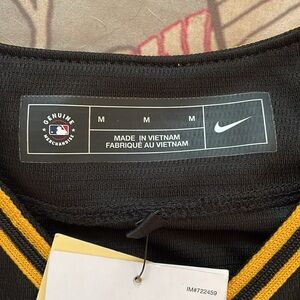 GENUINE
MERCHANDISE
M M M
MADE IN VIETNAM
FABRIQUÉ AU VIETNAM
IM#722459